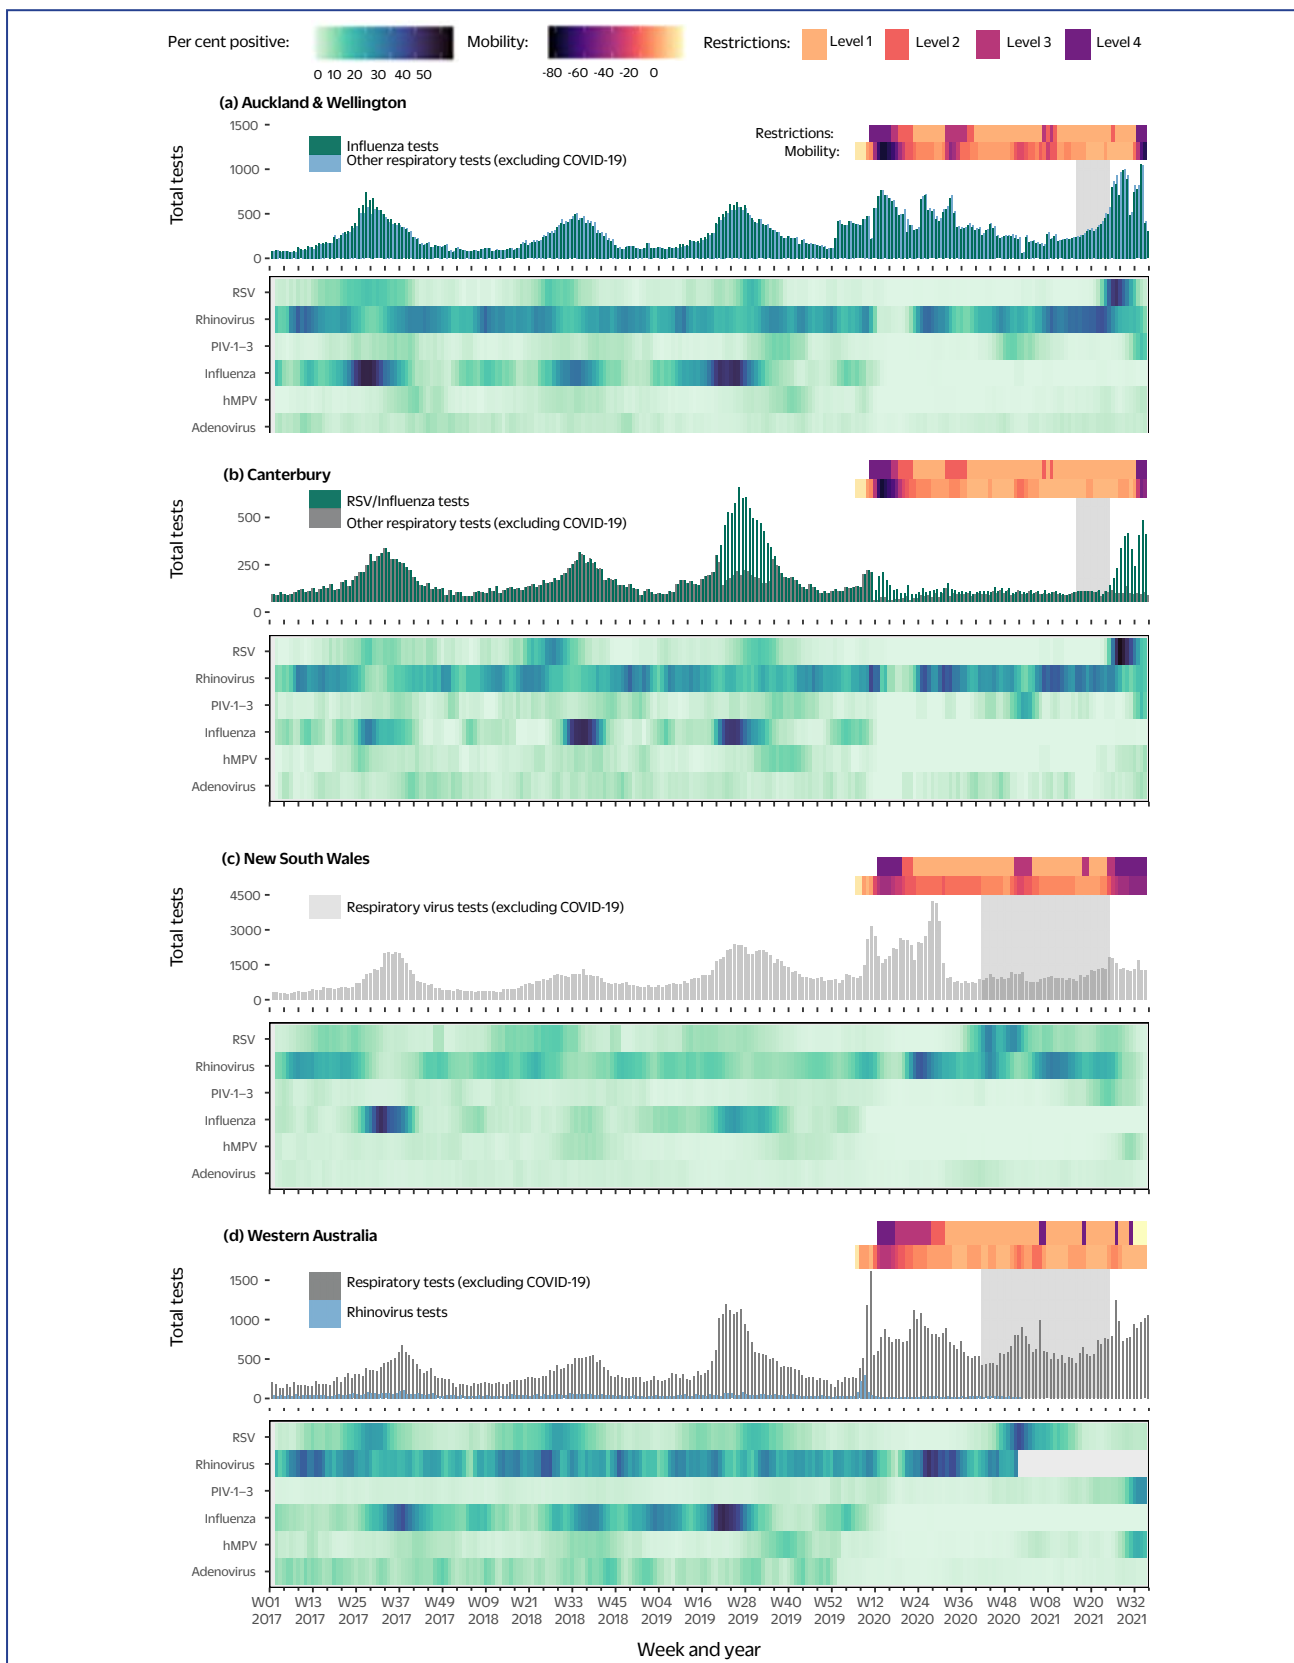 Per cent positive: Mobility: Restrictions: Level 1 Level 2 Level 3 Level 4
0 10 20 30 40 50 -80 -60 -40 -20 0
(a) Auckland & Wellington
Total tests
1500
1000
500
0
Influenza tests
Other respiratory tests (excluding COVID-19)
Restrictions:
Mobility:
RSV
Rhinovirus
PIV-1–3
Influenza
hMPV
Adenovirus
(b) Canterbury
Total tests
500
250
0
RSV/Influenza tests
Other respiratory tests (excluding COVID-19)
RSV
Rhinovirus
PIV-1–3
Influenza
hMPV
Adenovirus
(c) New South Wales
Total tests
4500
3000
1500
0
Respiratory virus tests (excluding COVID-19)
RSV
Rhinovirus
PIV-1–3
Influenza
hMPV
Adenovirus
(d) Western Australia
Total tests
1500
1000
500
0
Respiratory tests (excluding COVID-19)
Rhinovirus tests
RSV
Rhinovirus
PIV-1–3
Influenza
hMPV
Adenovirus
W01 W13 W25 W37 W49 W09 W21 W33 W45 W04 W16 W28 W40 W52 W12 W24 W36 W48 W08 W20 W32
2017 2017 2017 2017 2017 2018 2018 2018 2018 2019 2019 2019 2019 2019 2020 2020 2020 2020 2021 2021 2021
Week and year